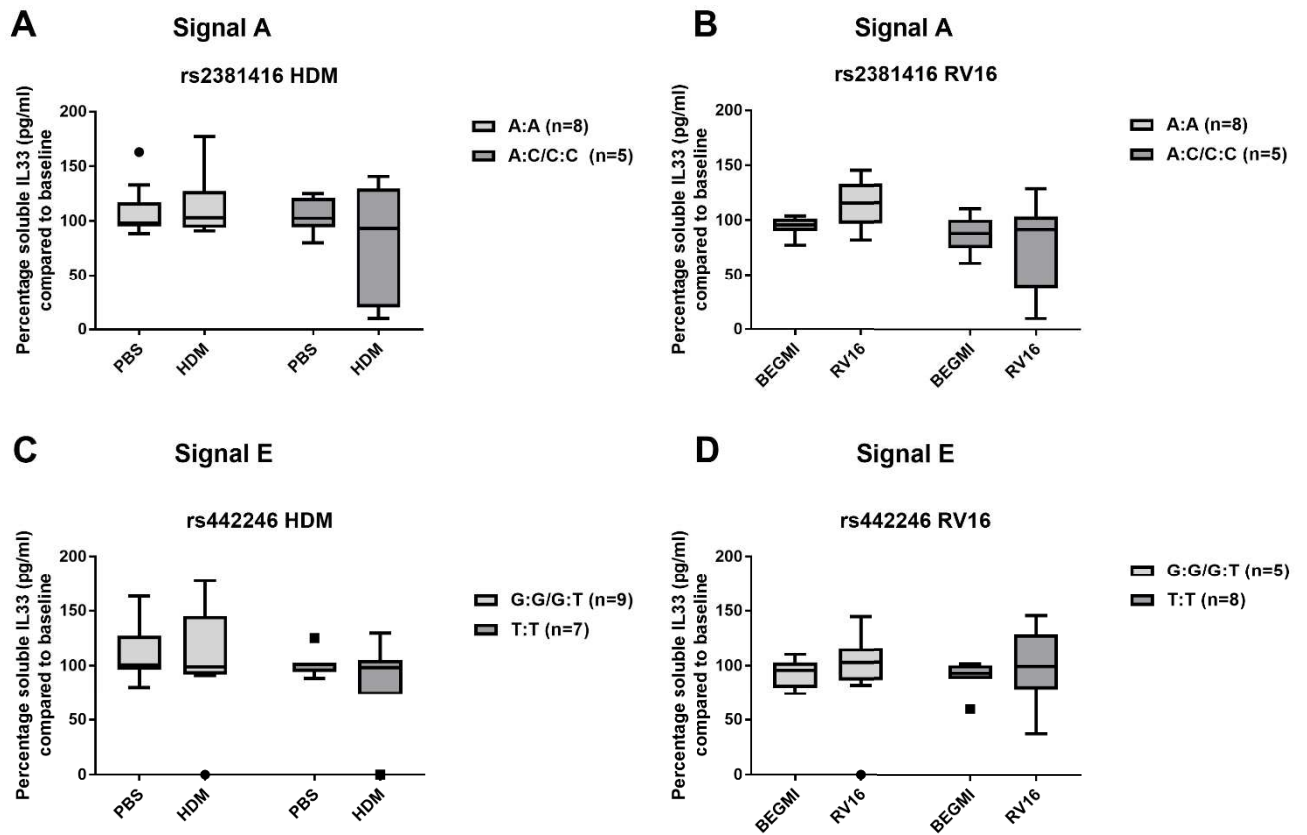 A
Signal A
rs2381416 HDM
Percentage soluble IL33 (pg/ml)
compared to baseline
200
150
100
50
0
PBS
HDM
PBS
HDM
A:A (n=8)
A:C/C:C (n=5)
B
Signal A
rs2381416 RV16
Percentage soluble IL33 (pg/ml)
compared to baseline
200
150
100
50
0
BEGMI
RV16
BEGMI
RV16
A:A (n=8)
A:C/C:C (n=5)
C
Signal E
rs442246 HDM
Percentage soluble IL33 (pg/ml)
compared to baseline
200
150
100
50
0
PBS
HDM
PBS
HDM
G:G/G:T (n=9)
T:T (n=7)
D
Signal E
rs442246 RV16
Percentage soluble IL33 (pg/ml)
compared to baseline
200
150
100
50
0
BEGMI
RV16
BEGMI
RV16
G:G/G:T (n=5)
T:T (n=8)